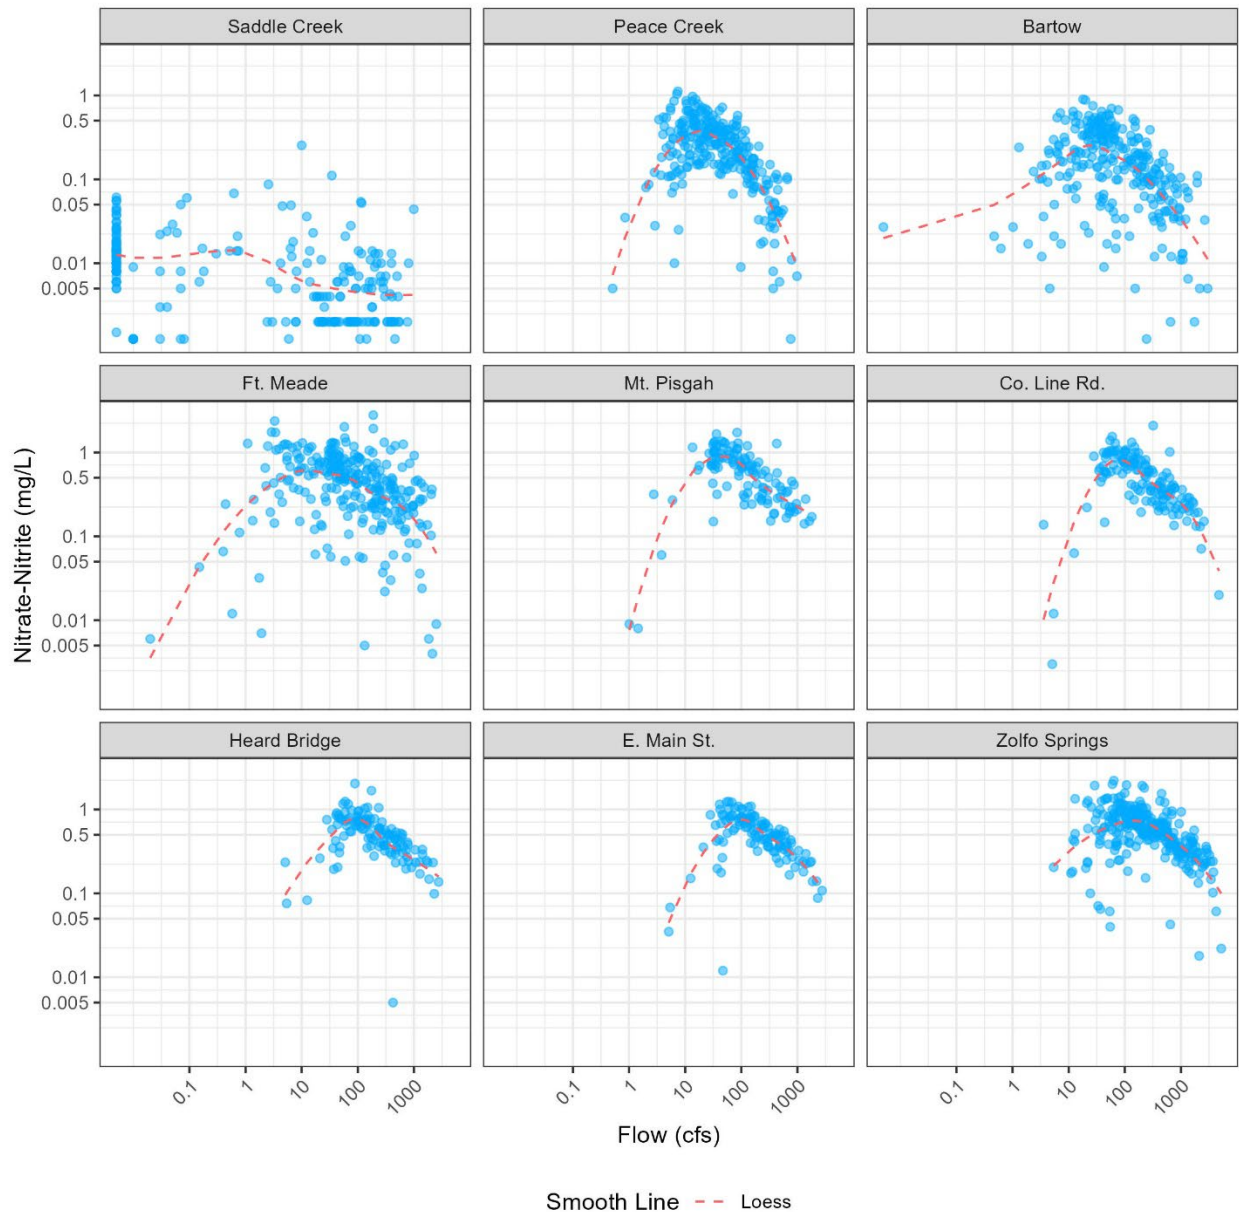 Saddle Creek
Peace Creek
Bartow
1
0.5
0.1
0.05
0.01
0.005
Ft. Meade
Mt. Pisgah
Co. Line Rd.
1
0.5
0.1
0.05
0.01
0.005
Nitrate-Nitrite (mg/L)
Heard Bridge
E. Main St.
Zolfo Springs
1
0.5
0.1
0.05
0.01
0.005
0.1 1 10 100 1000
0.1 1 10 100 1000
0.1 1 10 100 1000
Flow (cfs)
Smooth Line Loess